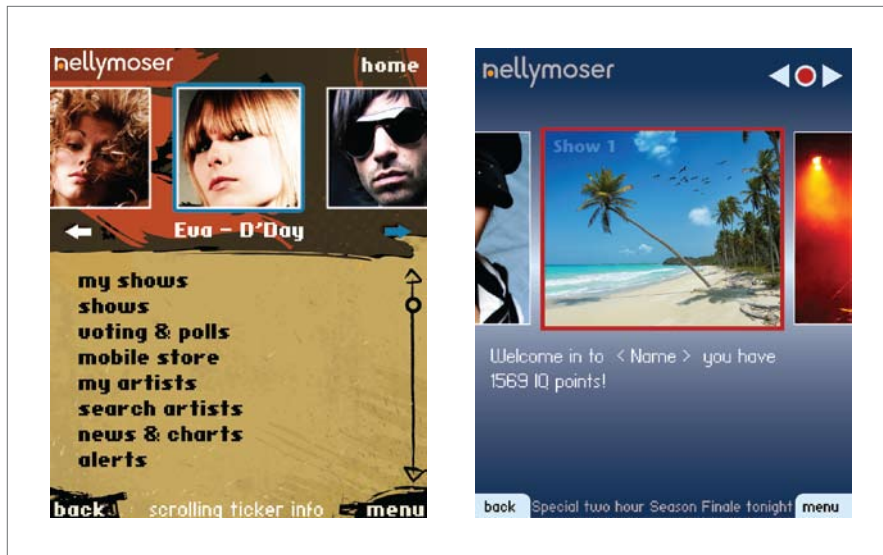 nellymoser
home
Eva - D'Day
my shows
shows
voting & polls
mobile store
my artists
search artists
news & charts
alerts
back scrolling ticker info menu
nellymoser
Show 1
Welcome in to < Name > you have
1569 IQ points!
back Special two hour Season Finale tonight menu